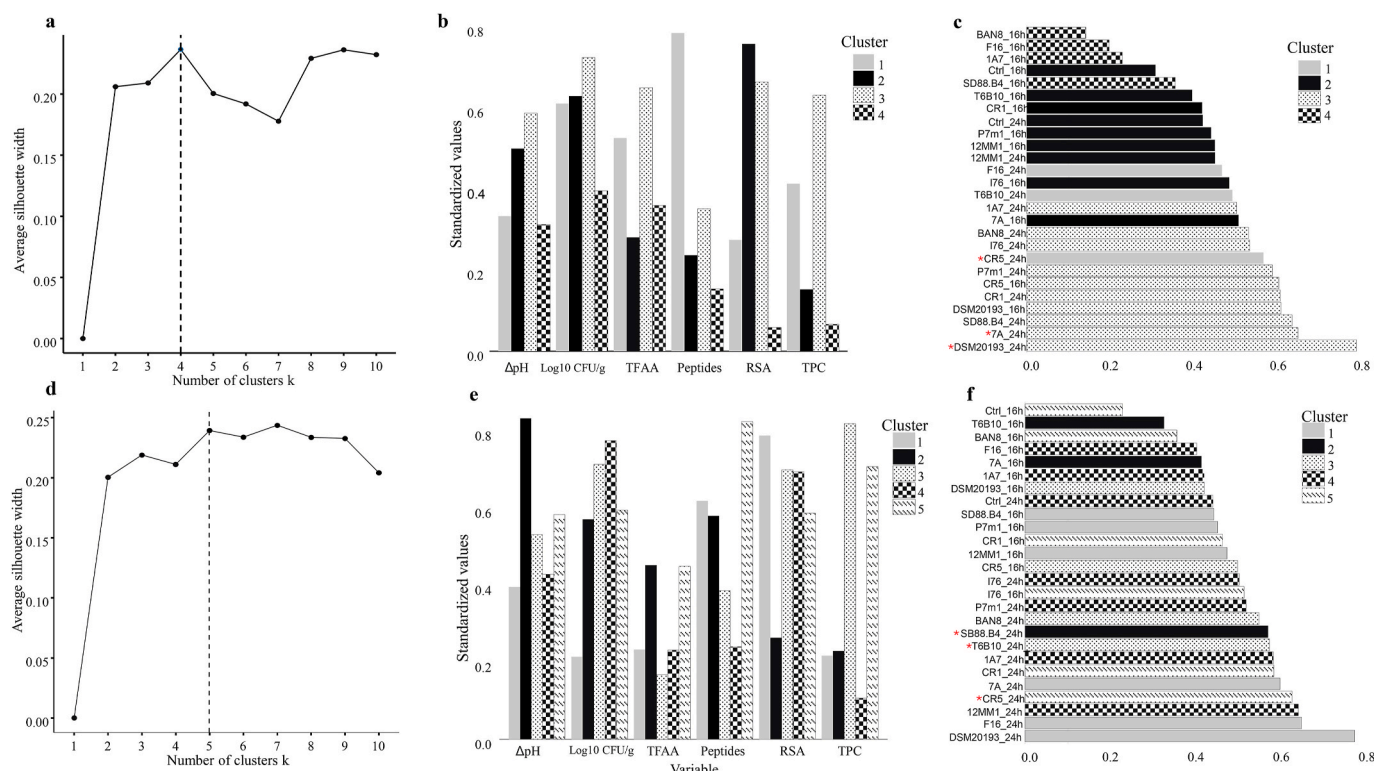 a
Average silhouette width
0.20
0.15
0.10
0.05
0.00
1 2 3 4 5 6 7 8 9 10
Number of clusters k
b
Standardized values
0.8
0.6
0.4
0.2
0.0
ΔpH Log10 CFU/g TFAA Peptides RSA TPC
Cluster
1
2
3
4
c
BAN8_16h
F16_16h
1A7_16h
Ctrl_16h
SD88.B4_16h
T6B10_16h
CR1_16h
Ctrl_24h
P7m1_16h
12MM1_16h
12MM1_24h
F16_24h
I76_16h
T6B10_24h
1A7_24h
7A_16h
BAN8_24h
I76_24h
*CR5_24h
P7m1_24h
CR5_16h
CR1_24h
DSM20193_16h
SD88.B4_24h
*7A_24h
*DSM20193_24h
0.0 0.2 0.4 0.6 0.8
Cluster
1
2
3
4
d
Average silhouette width
0.25
0.20
0.15
0.10
0.05
0.00
1 2 3 4 5 6 7 8 9 10
Number of clusters k
e
Standardized values
0.8
0.6
0.4
0.2
0.0
ΔpH Log10 CFU/g TFAA Peptides RSA TPC
Variable
Cluster
1
2
3
4
5
f
Ctrl_16h
T6B10_16h
BAN8_16h
F16_16h
7A_16h
1A7_16h
DSM20193_16h
Ctrl_24h
SD88.B4_16h
P7m1_16h
CR1_16h
12MM1_16h
CR5_16h
I76_24h
I76_16h
P7m1_24h
BAN8_24h
*SB88.B4_24h
*T6B10_24h
1A7_24h
CR1_24h
7A_24h
*CR5_24h
12MM1_24h
F16_24h
DSM20193_24h
0.0 0.2 0.4 0.6 0.8
Cluster
1
2
3
4
5